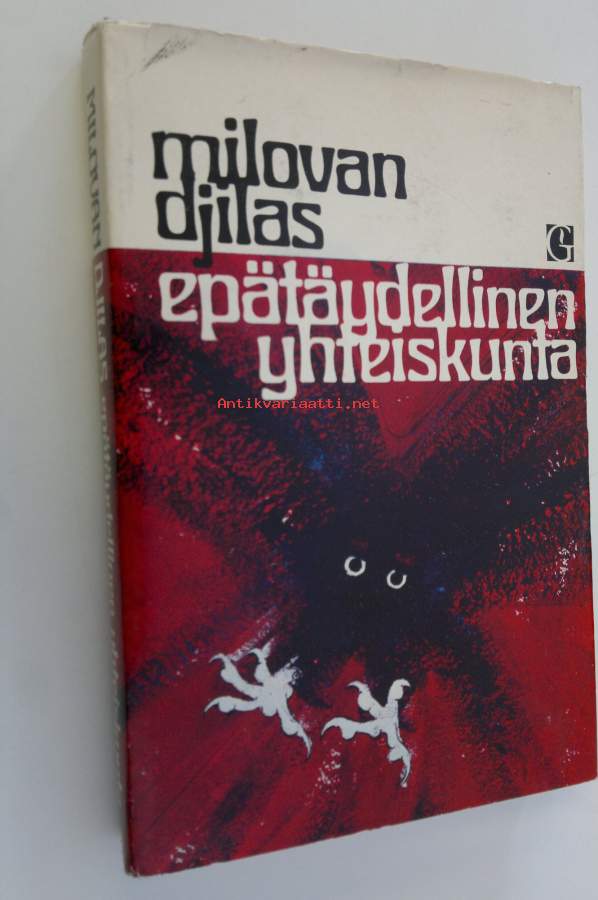 milovan
djilas
G
epätäydellinen
yhteiskunta
Antikvariaatti.net
MILOVAN DJILAS